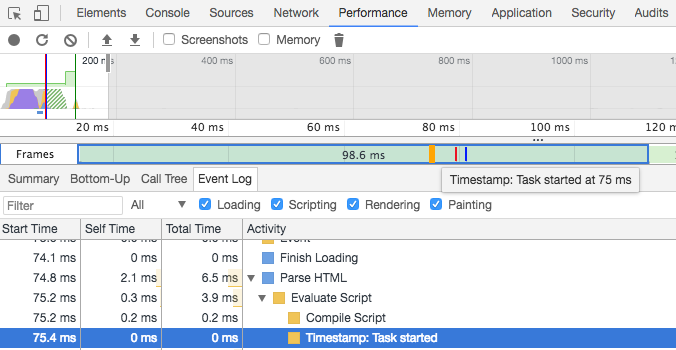 Elements Console Sources Network Performance Memory Application Security Audits
Screenshots Memory
200 ms 400 ms 600 ms 800 ms 1000 ms
20 ms 40 ms 60 ms 80 ms 100 ms 120 m
...
Frames 98.6 ms
Summary Bottom-Up Call Tree Event Log
Timestamp: Task started at 75 ms
Filter All Loading Scripting Rendering Painting
Start Time Self Time Total Time Activity
Event
74.1 ms 0 ms 0 ms Finish Loading
74.8 ms 2.1 ms 6.5 ms Parse HTML
75.2 ms 0.3 ms 3.9 ms Evaluate Script
75.2 ms 0.2 ms 0.2 ms Compile Script
75.4 ms 0 ms 0 ms Timestamp: Task started